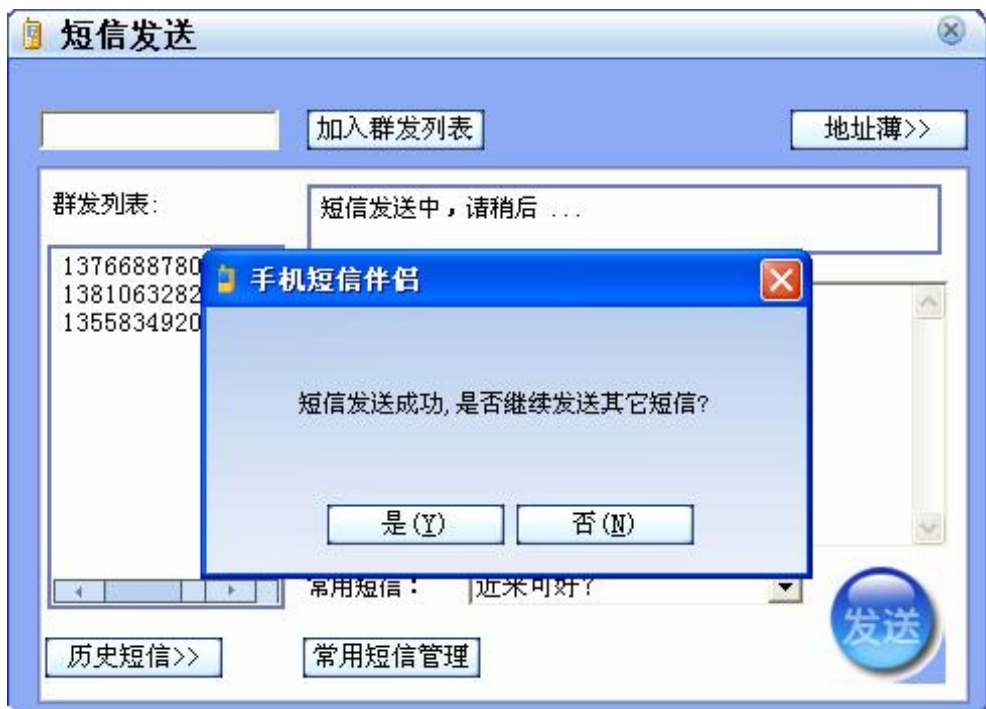 短信发送
加入群发列表
地址薄>>
群发列表:
短信发送中，请稍后 ...
1376688780
1381063282
1355834920
手机短信伴侣
短信发送成功,是否继续发送其它短信?
是(Y)
否(N)
常用短信：
近来可好?
发送
历史短信>>
常用短信管理